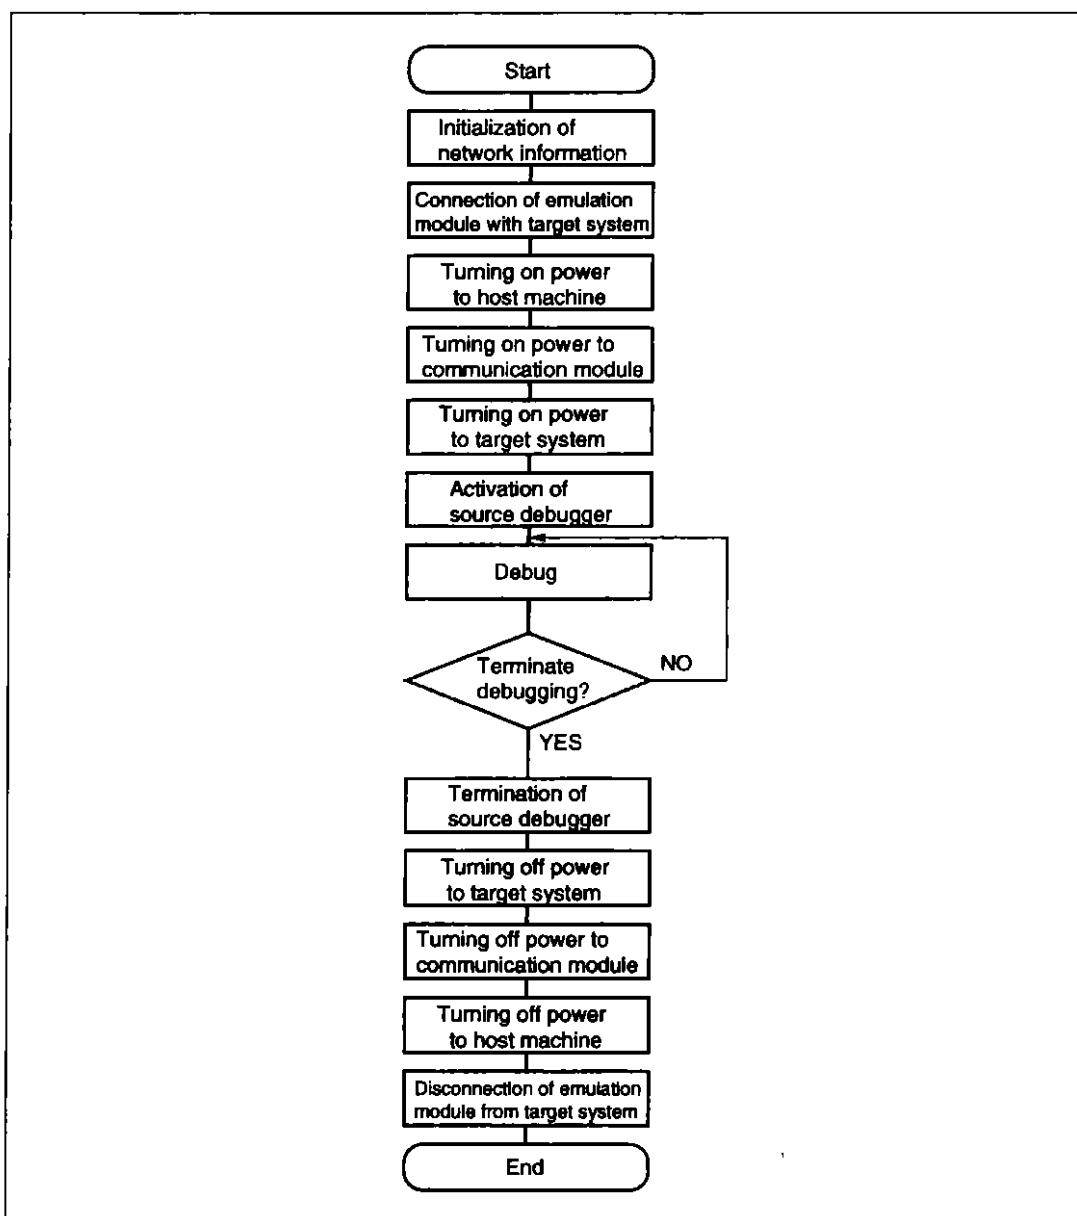 Start
Initialization of
network information
Connection of emulation
module with target system
Turning on power
to host machine
Turning on power to
communication module
Turning on power
to target system
Activation of
source debugger
Debug
Terminate
debugging?
NO
YES
Termination of
source debugger
Turning off power
to target system
Turning off power to
communication module
Turning off power
to host machine
Disconnection of emulation
module from target system
End